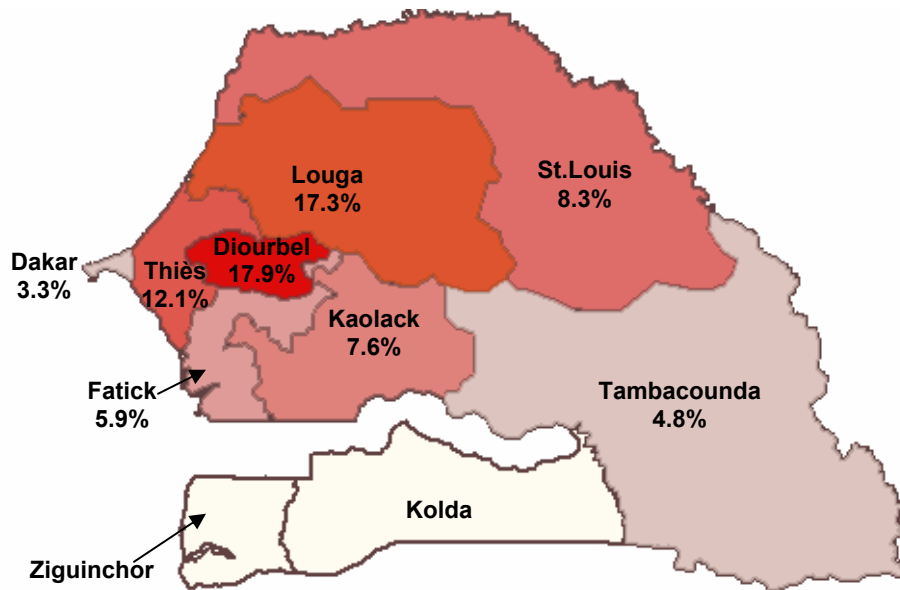 Louga
17.3%
St.Louis
8.3%
Diourbel
17.9%
Dakar
3.3%
Thiès
12.1%
Kaolack
7.6%
Fatick
5.9%
Tambacounda
4.8%
Kolda
Ziguinchor